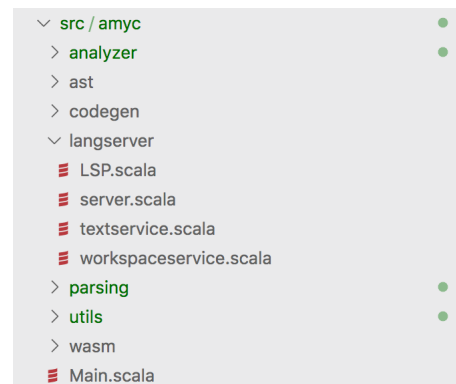 src / amyc
analyzer
ast
codegen
langserver
LSP.scala
server.scala
textservice.scala
workspaceservice.scala
parsing
utils
wasm
Main.scala